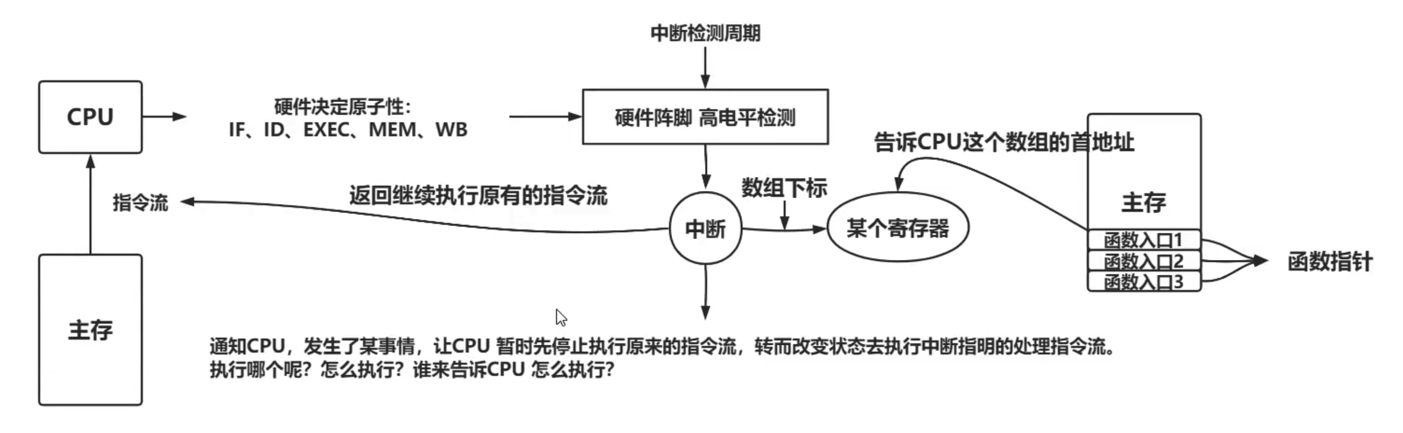 中断检测周期
CPU
硬件决定原子性：
IF、ID、EXEC、MEM、WB
硬件阵脚 高电平检测
告诉CPU这个数组的首地址
指令流
返回继续执行原有的指令流
数组下标
中断
某个寄存器
主存
函数入口1
函数入口2
函数入口3
函数指针
主存
通知CPU，发生了某事情，让CPU 暂时先停止执行原来的指令流，转而改变状态去执行中断指明的处理指令流。
执行哪个呢？怎么执行？谁来告诉CPU 怎么执行？